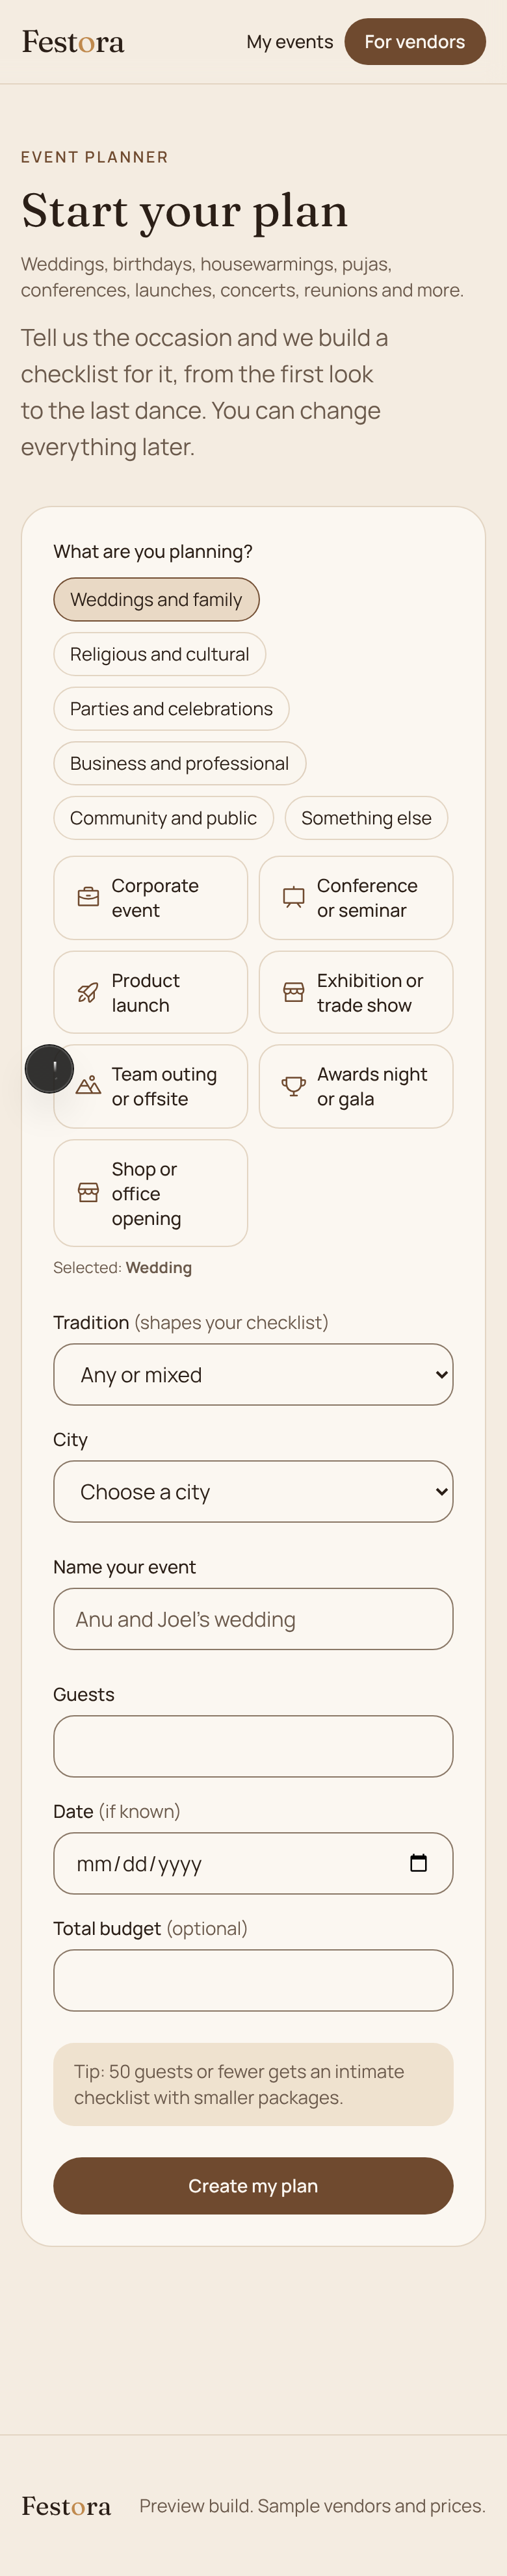 Festora
My events
For vendors
EVENT PLANNER
Start your plan
Weddings, birthdays, housewarmings, pujas,
conferences, launches, concerts, reunions and more.
Tell us the occasion and we build a
checklist for it, from the first look
to the last dance. You can change
everything later.
What are you planning?
Weddings and family
Religious and cultural
Parties and celebrations
Business and professional
Community and public
Something else
Corporate
event
Conference
or seminar
Product
launch
Exhibition or
trade show
Team outing
or offsite
Awards night
or gala
Shop or
office
opening
Selected: Wedding
Tradition (shapes your checklist)
Any or mixed
City
Choose a city
Name your event
Anu and Joel's wedding
Guests
Date (if known)
mm/dd/yyyy
Total budget (optional)
Tip: 50 guests or fewer gets an intimate
checklist with smaller packages.
Create my plan
Festora
Preview build. Sample vendors and prices.